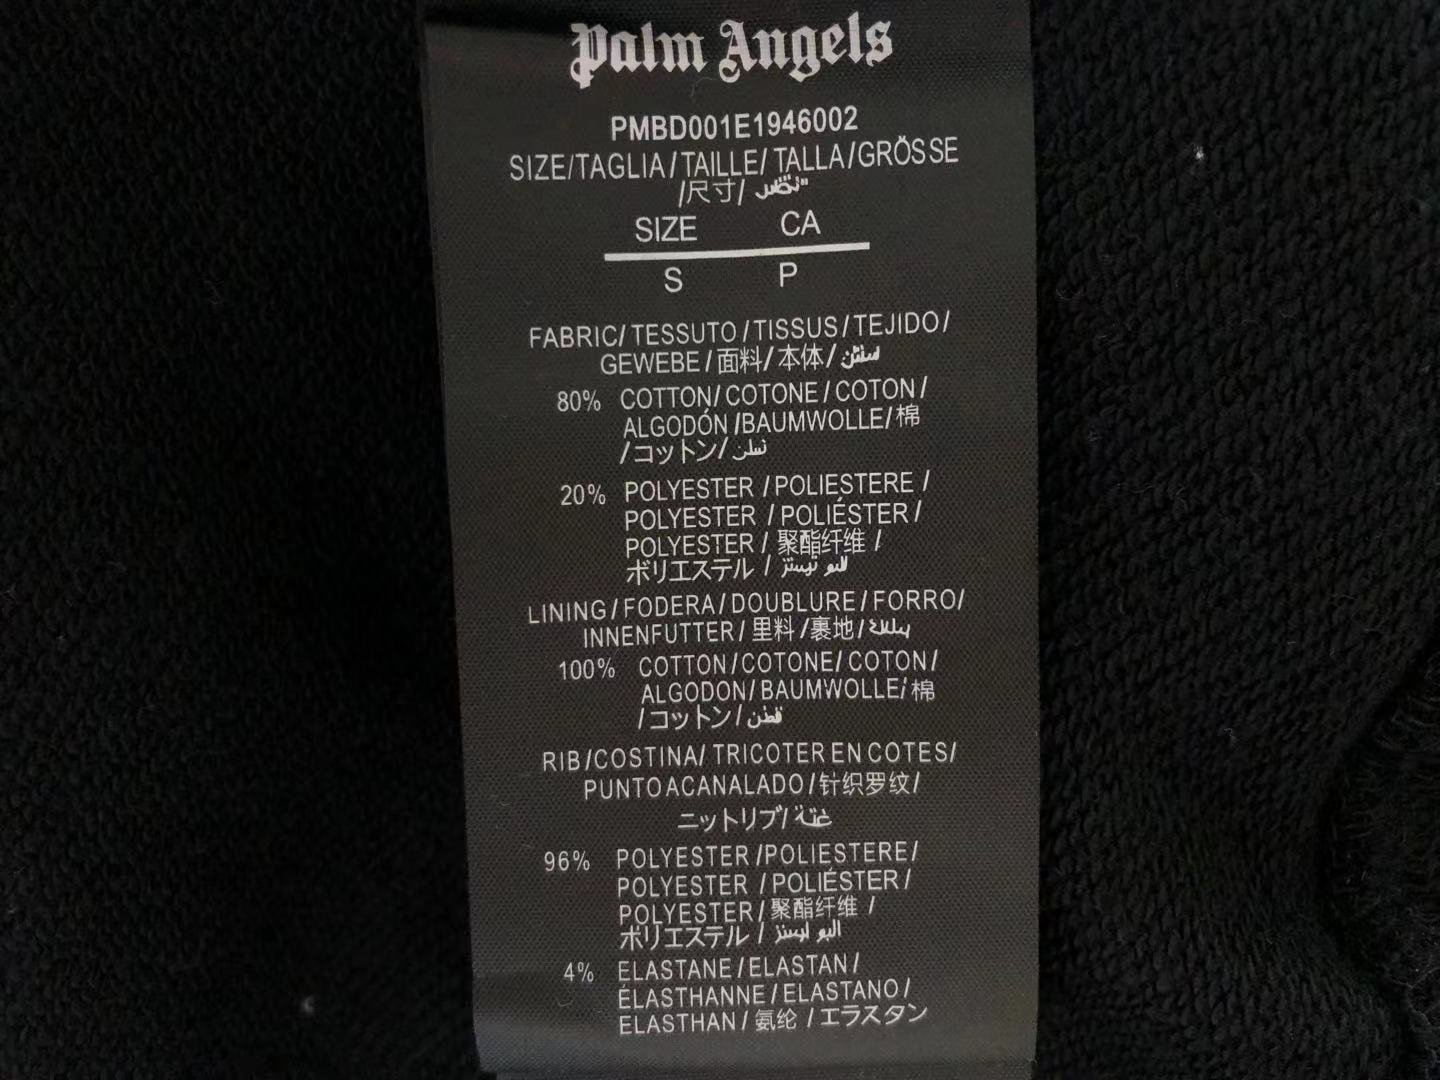 Palm Angels
PMBD001E1946002
SIZE/TAGLIA/TAILLE/TALLA/GRÖSSE
/尺寸/
SIZE CA
S P
FABRIC/TESSUTO/TISSUS/TEJIDO/
GEWEBE/面料/本体/
80% COTTON/COTONE/COTON/
ALGODÓN/BAUMWOLLE/棉
/コットン/
20% POLYESTER/POLIESTERE/
POLYESTER/POLIÉSTER/
POLYESTER/聚酯纤维/
ポリエステル/
LINING/FODERA/DOUBLURE/FORRO/
INNENFUTTER/里料/裏地/
100% COTTON/COTONE/COTON/
ALGODON/BAUMWOLLE/棉
/コットン/قطن
RIB/COSTINA/TRICOTER EN COTES/
PUNTO ACANALADO/针织罗纹/
ニットリブ/
96% POLYESTER/POLIESTERE/
POLYESTER/POLIÉSTER/
POLYESTER/聚酯纤维/
ポリエステル/
4% ELASTANE/ELASTAN/
ÉLASTHANNE/ELASTANO/
ELASTHAN/氨纶/エラスタン